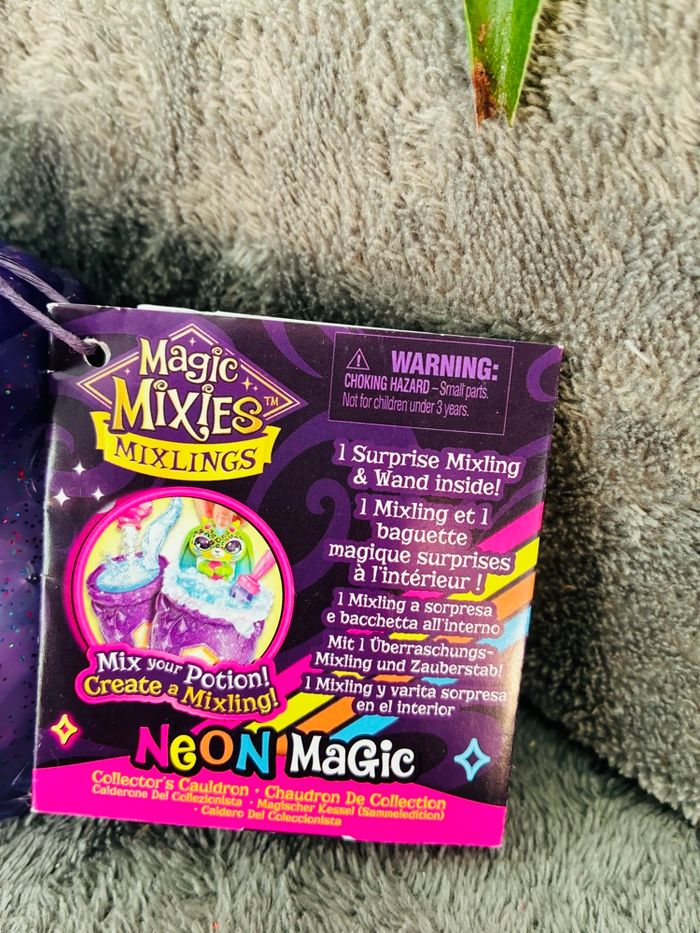 Magic
MIXIES™
MIXLINGS
WARNING:
CHOKING HAZARD – Small parts.
Not for children under 3 years.
1 Surprise Mixling
& Wand inside!
1 Mixling et 1
baguette
magique surprises
à l'intérieur !
1 Mixling a sorpresa
e bacchetta all'interno
Mit 1 Überraschungs-
Mixling und Zauberstab!
1 Mixling y varita sorpresa
en el interior
Mix your Potion!
Create a Mixling!
NeON MaGic
Collector's Cauldron • Chaudron De Collection
Calderone Del Collezionista • Magischer Kessel (Sammeledition)
• Caldero Del Coleccionista